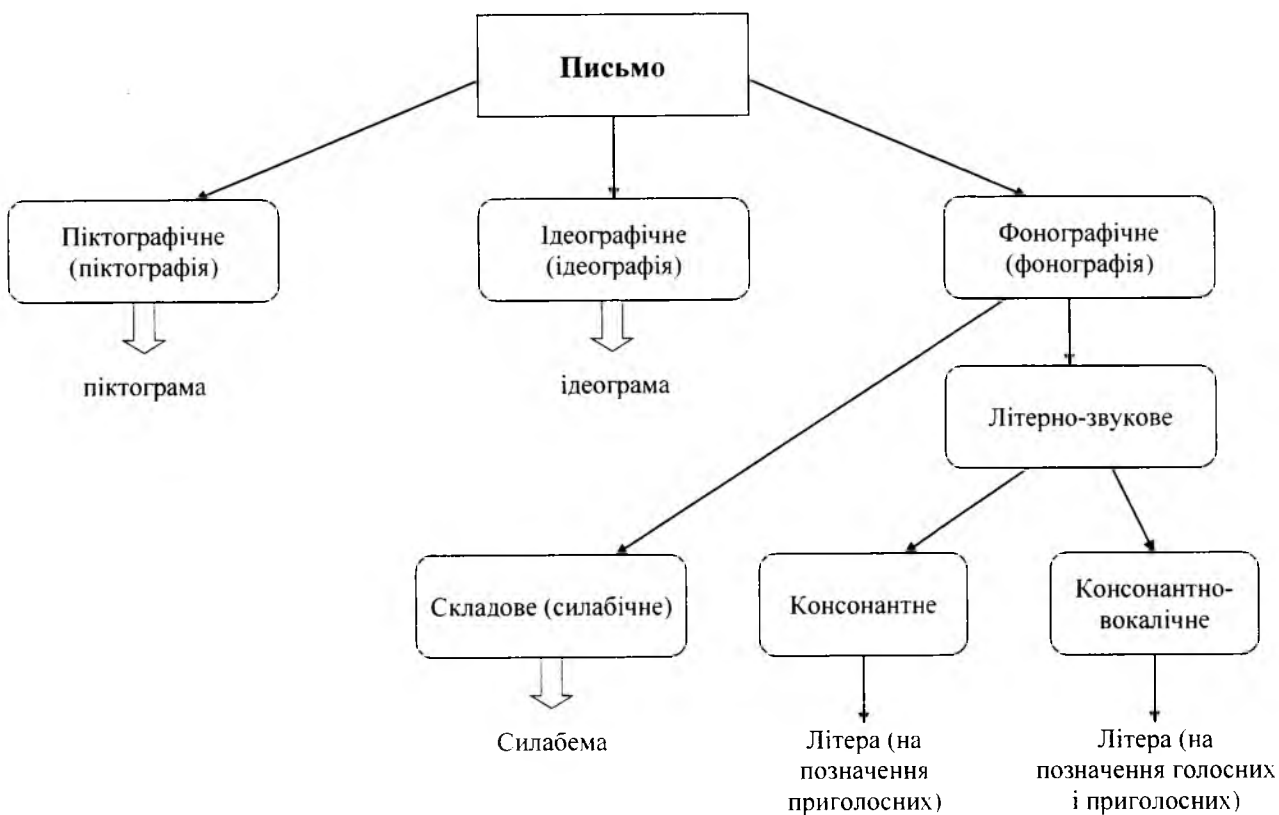 Письмо
Піктографічне
(піктографія)
Ідеографічне
(ідеографія)
Фонографічне
(фонографія)
піктограма
ідеограма
Літерно-звукове
Складове (силабічне)
Консонантне
Консонантно-
вокалічне
Силабема
Літера (на
позначення
приголосних)
Літера (на
позначення голосних
і приголосних)